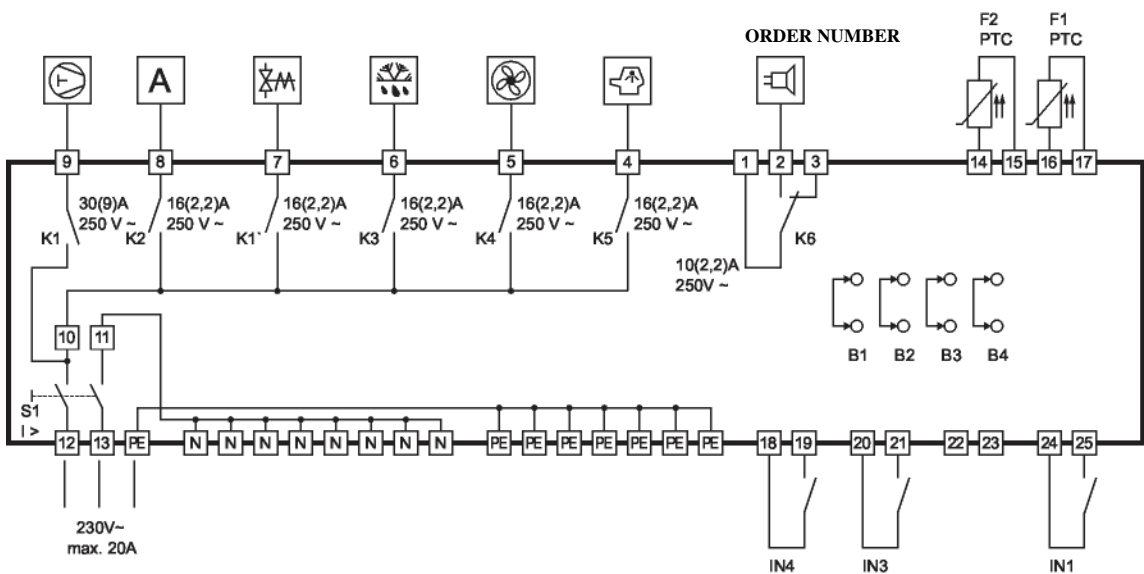 F2 F1
ORDER NUMBER PTC PTC
A
9 8 7 6 5 4 1 2 3 14 15 16 17
30(9)A 16(2,2)A 16(2,2)A 16(2,2)A 16(2,2)A 16(2,2)A
250 V ~ 250 V ~ 250 V ~ 250 V ~ 250 V ~ 250 V ~
K1 K2 K1` K3 K4 K5 K6
10(2,2)A
250V ~
10 11
B1 B2 B3 B4
S1
I >
12 13 PE N N N N N N N N PE PE PE PE PE PE PE 18 19 20 21 22 23 24 25
230V~
max. 20A
IN4 IN3 IN1